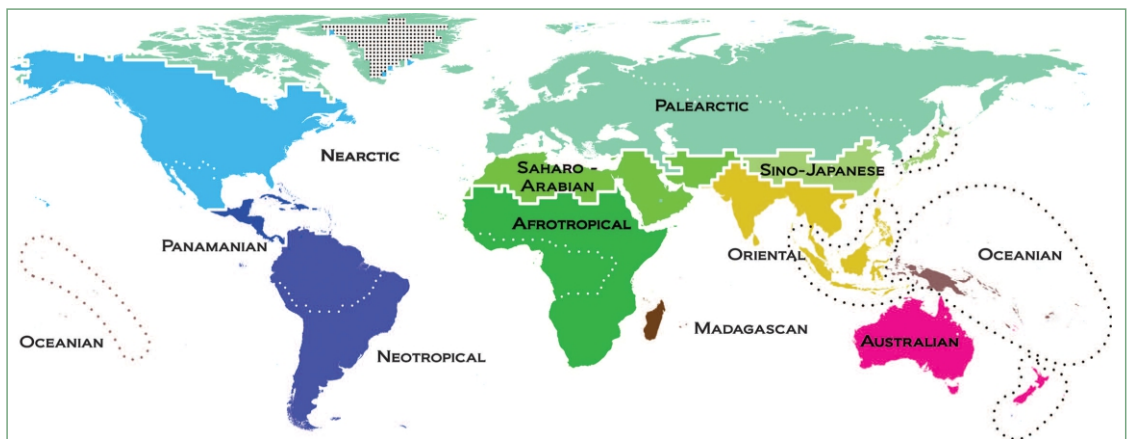 PALEARCTIC
NEARCTIC
SAHARO -
ARABIAN
SINO-JAPANESE
AFROTROPICAL
PANAMANIAN
ORIENTAL
OCEANIAN
OCEANIAN
MADAGASCAN
AUSTRALIAN
NEOTROPICAL